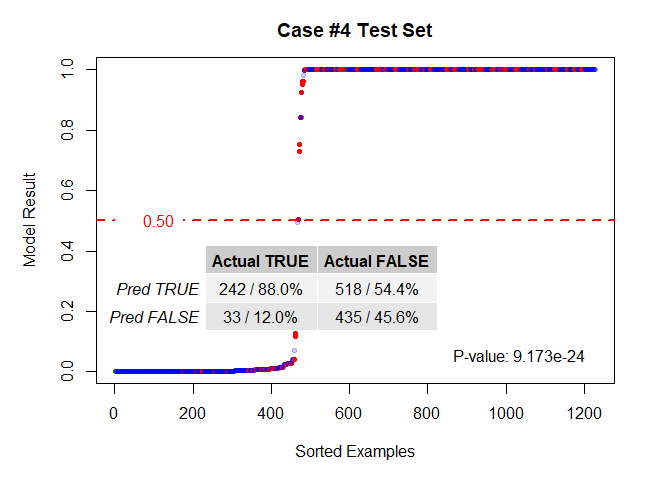 Case #4 Test Set
Model Result
1.0
0.8
0.6
0.4
0.2
0.0
0.50
Actual TRUE Actual FALSE
Pred TRUE 242 / 88.0% 518 / 54.4%
Pred FALSE 33 / 12.0% 435 / 45.6%
P-value: 9.173e-24
0 200 400 600 800 1000 1200
Sorted Examples